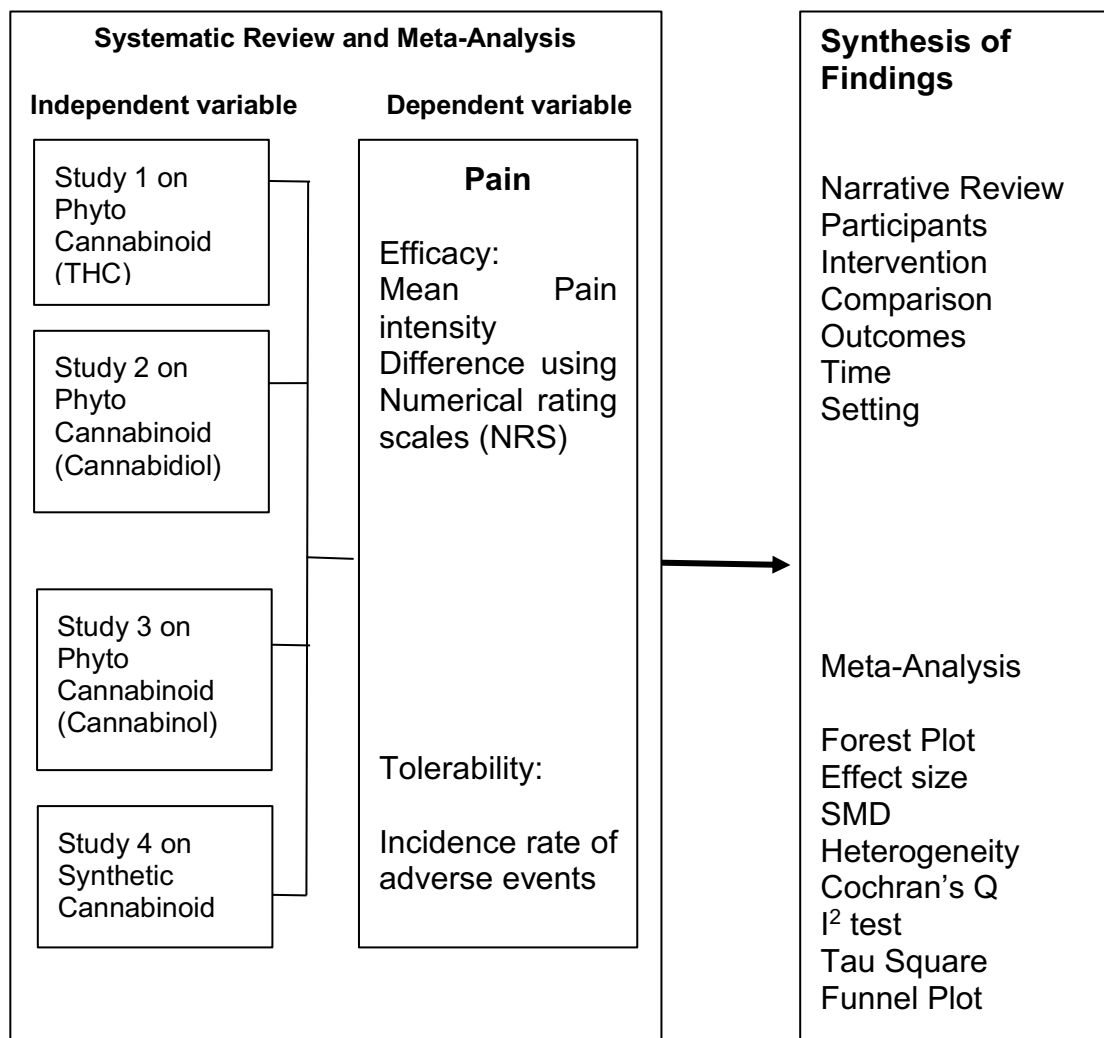 Systematic Review and Meta-Analysis
Independent variable
Study 1 on
Phyto
Cannabinoid
(THC)
Study 2 on
Phyto
Cannabinoid
(Cannabidiol)
Study 3 on
Phyto
Cannabinoid
(Cannabinol)
Study 4 on
Synthetic
Cannabinoid
Dependent variable
Pain
Efficacy:
Mean Pain
intensity
Difference using
Numerical rating
scales (NRS)
Tolerability:
Incidence rate of
adverse events
Synthesis of
Findings
Narrative Review
Participants
Intervention
Comparison
Outcomes
Time
Setting
Meta-Analysis
Forest Plot
Effect size
SMD
Heterogeneity
Cochran’s Q
I² test
Tau Square
Funnel Plot